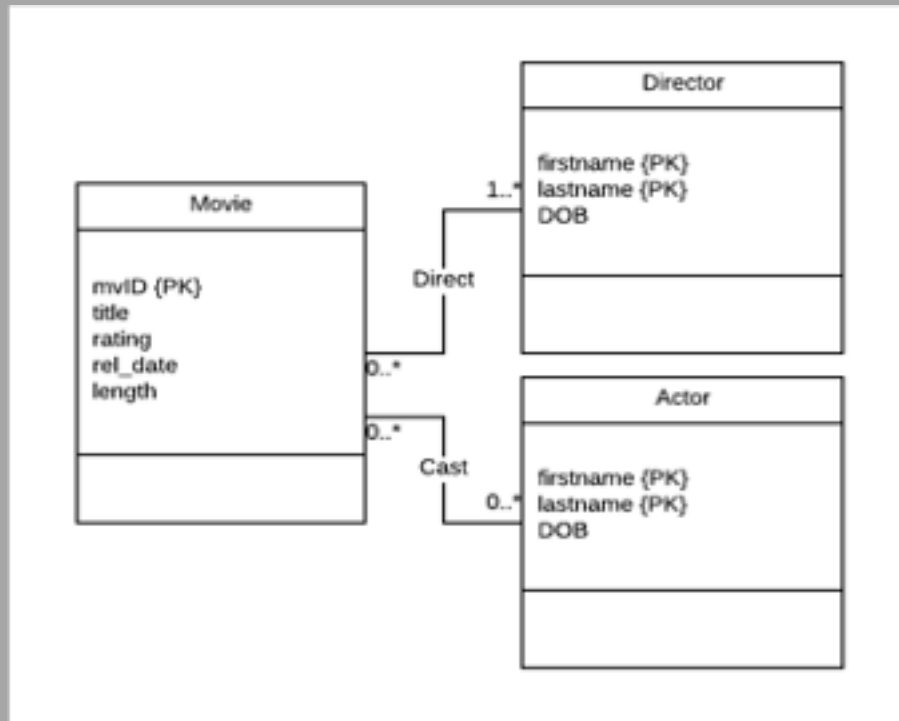 Movie
mvID {PK}
title
rating
rel_date
length
Director
firstname {PK}
lastname {PK}
DOB
1..*
Direct
0..*
0..*
Cast
0..*
Actor
firstname {PK}
lastname {PK}
DOB